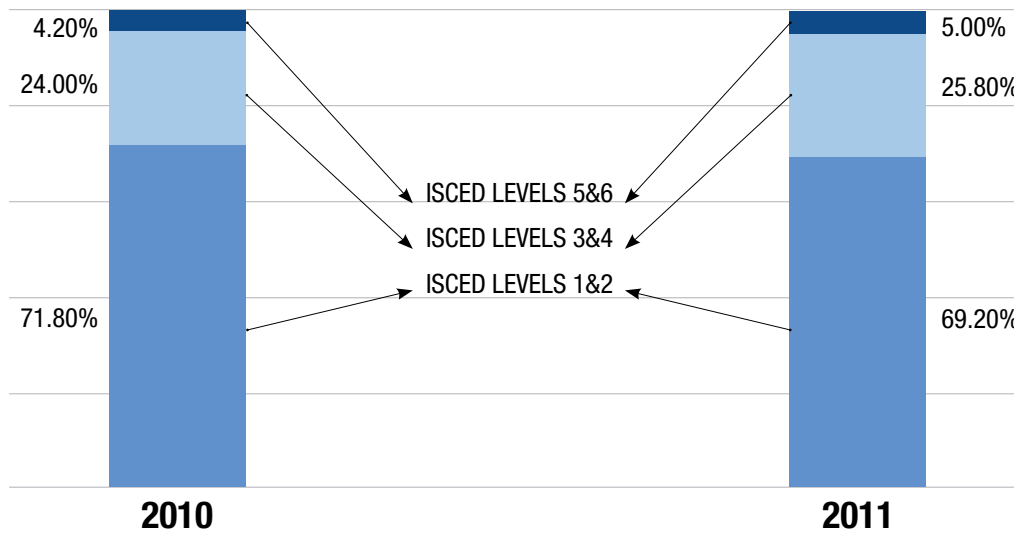 4.20%
5.00%
24.00%
25.80%
ISCED LEVELS 5&6
ISCED LEVELS 3&4
ISCED LEVELS 1&2
71.80%
69.20%
2010
2011